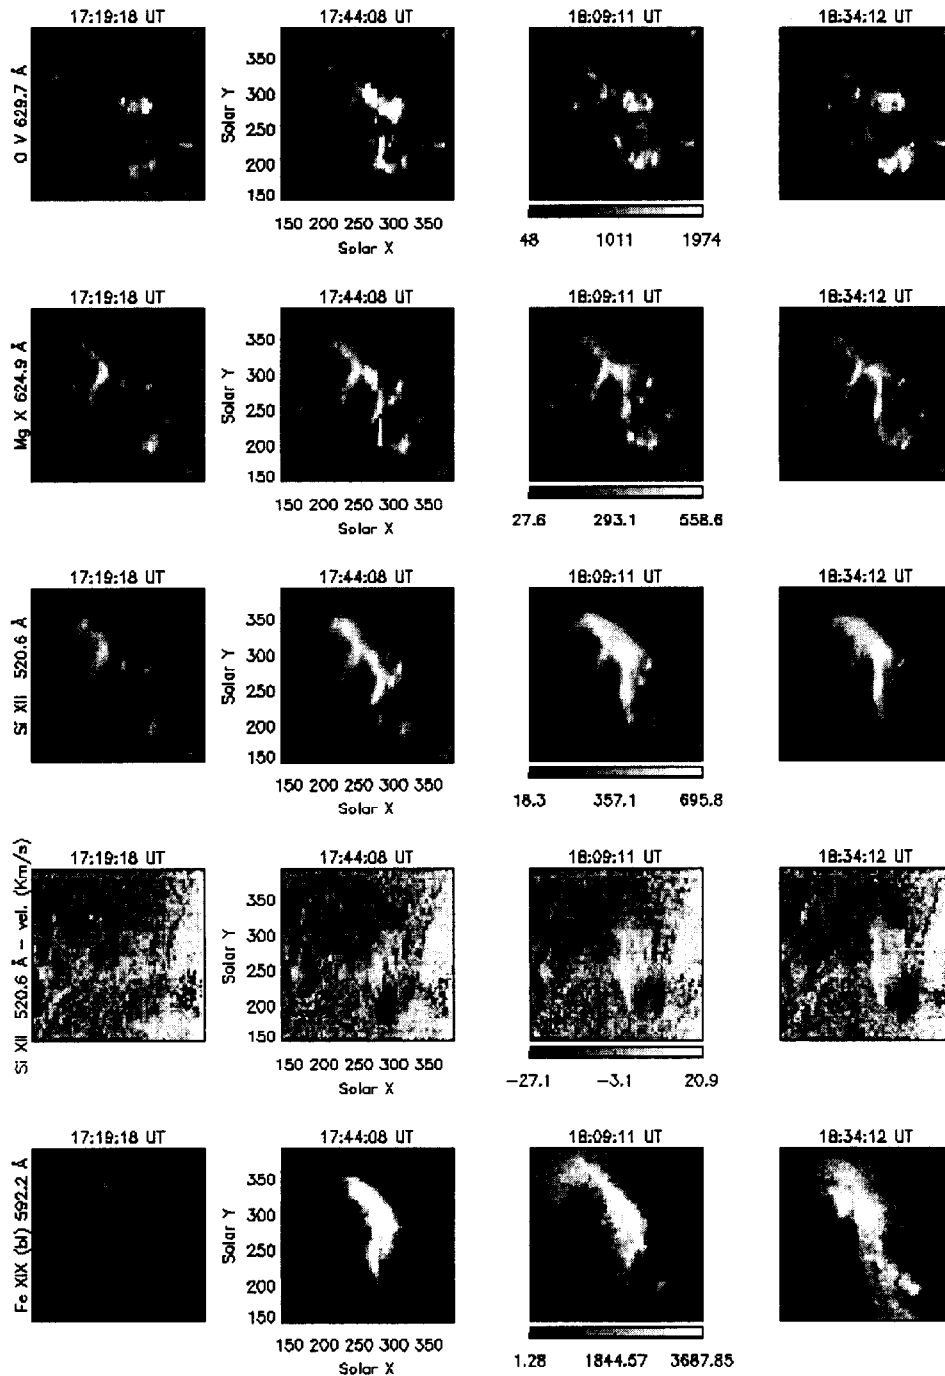 17:19:18 UT 17:44:08 UT 18:09:11 UT 18:34:12 UT
O V 629.7 Å
Solar Y
350
300
250
200
150
150 200 250 300 350
Solar X
48 1011 1974
17:19:18 UT 17:44:08 UT 18:09:11 UT 18:34:12 UT
Mg X 624.9 Å
Solar Y
350
300
250
200
150
150 200 250 300 350
Solar X
27.6 293.1 558.6
17:19:18 UT 17:44:08 UT 18:09:11 UT 18:34:12 UT
Si XII 520.6 Å
Solar Y
350
300
250
200
150
150 200 250 300 350
Solar X
18.3 357.1 695.8
17:19:18 UT 17:44:08 UT 18:09:11 UT 18:34:12 UT
Si XII 520.6 Å - vel. (Km/s)
Solar Y
350
300
250
200
150
150 200 250 300 350
Solar X
-27.1 -3.1 20.9
17:19:18 UT 17:44:08 UT 18:09:11 UT 18:34:12 UT
Fe XIX (bl) 592.2 Å
Solar Y
350
300
250
200
150
150 200 250 300 350
Solar X
1.28 1844.57 3687.85